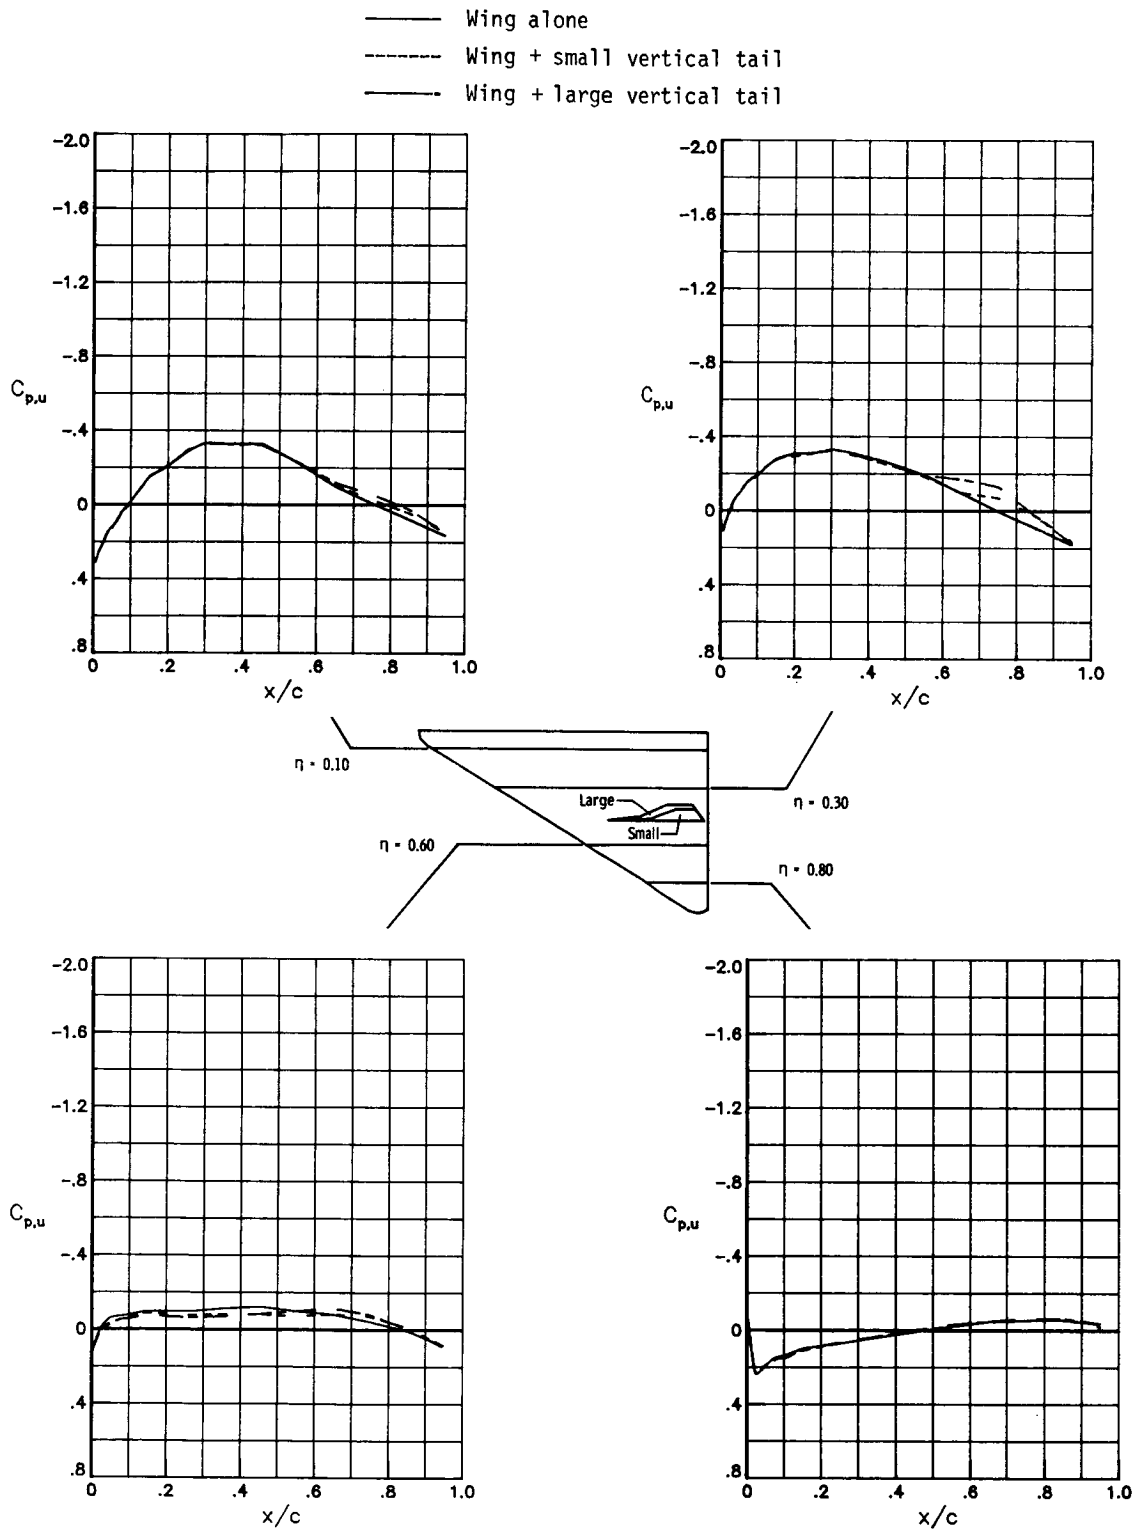 Wing alone
Wing + small vertical tail
Wing + large vertical tail
-2.0
-1.6
-1.2
-.8
-.4
0
.4
.8
Cp,u
0 .2 .4 .6 .8 1.0
x/c
-2.0
-1.6
-1.2
-.8
-.4
0
.4
.8
Cp,u
0 .2 .4 .6 .8 1.0
x/c
η = 0.10
Large
Small
η = 0.30
η = 0.60
η = 0.80
-2.0
-1.6
-1.2
-.8
-.4
0
.4
.8
Cp,u
0 .2 .4 .6 .8 1.0
x/c
-2.0
-1.6
-1.2
-.8
-.4
0
.4
.8
Cp,u
0 .2 .4 .6 .8 1.0
x/c